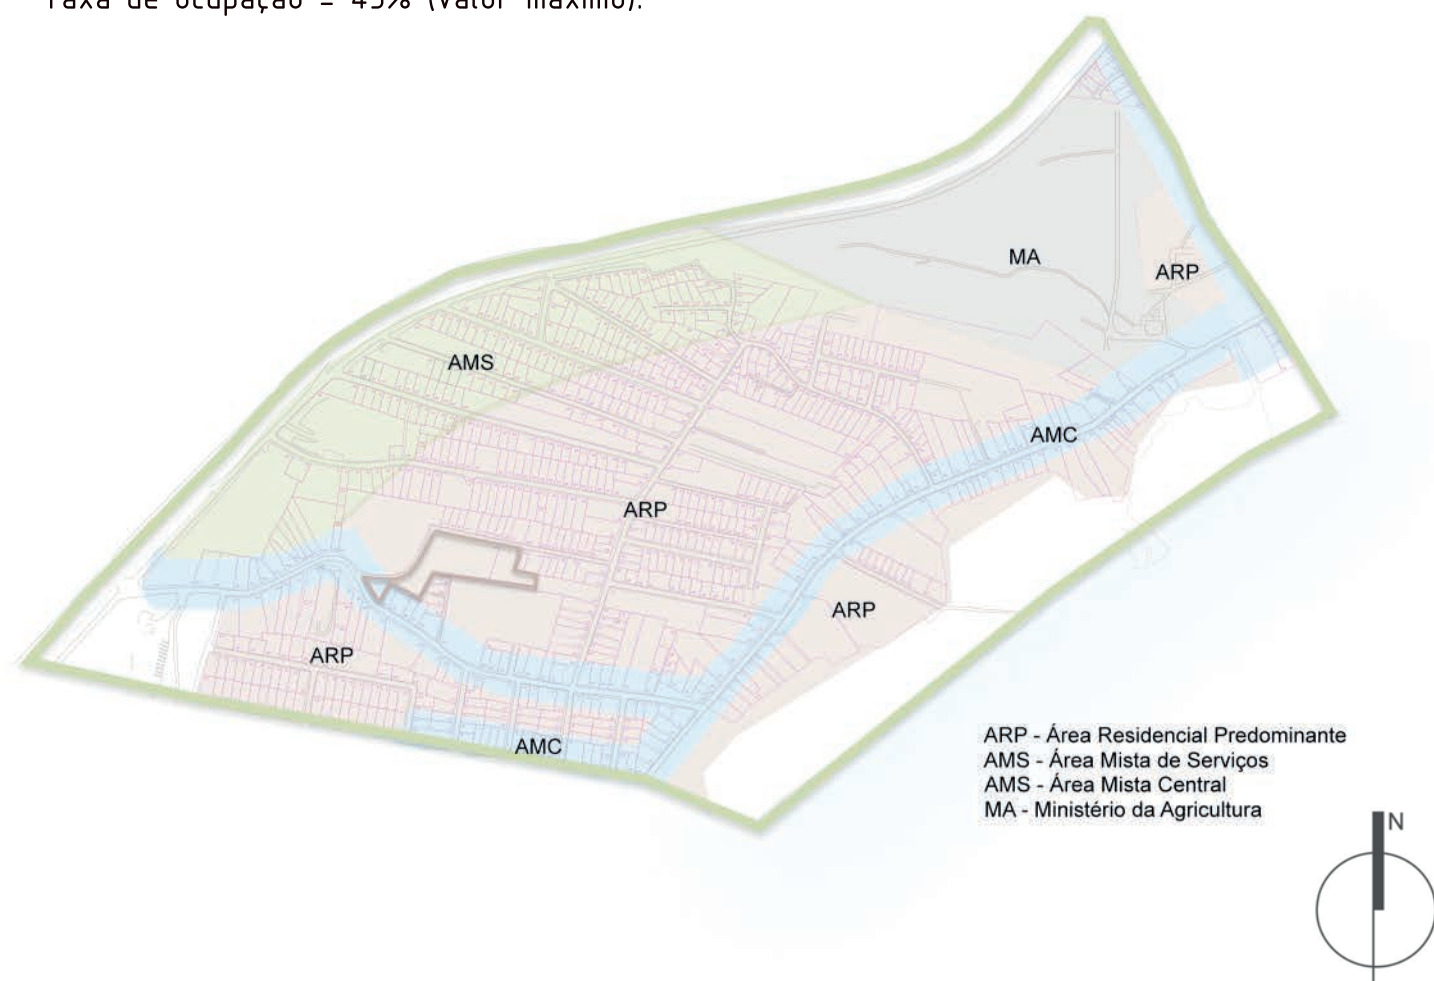 Taxa de ocupação = 45% (valor máximo).
MA
ARP
AMS
AMC
ARP
ARP
ARP
AMC
ARP - Área Residencial Predominante
AMS - Área Mista de Serviços
AMS - Área Mista Central
MA - Ministério da Agricultura
N